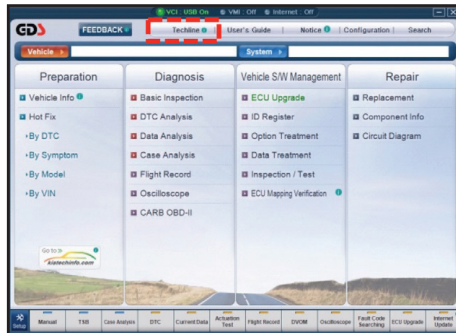 VCI : USB On VMI : Off Internet : Off
GDS FEEDBACK Techline User's Guide Notice Configuration Search
Vehicle System
Preparation
Vehicle Info
Hot Fix
By DTC
By Symptom
By Model
By VIN
Go to
kiatechinfo.com
Diagnosis
Basic Inspection
DTC Analysis
Data Analysis
Case Analysis
Flight Record
Oscilloscope
CARB OBD-II
Vehicle S/W Management
ECU Upgrade
ID Register
Option Treatment
Data Treatment
Inspection / Test
ECU Mapping Verification
Repair
Replacement
Component Info
Circuit Diagram
Setup Manual TSB Case Analysis DTC Current Data Actuation Test Flight Record DVOM Oscilloscope Fault Code Searching ECU Upgrade Internet Update